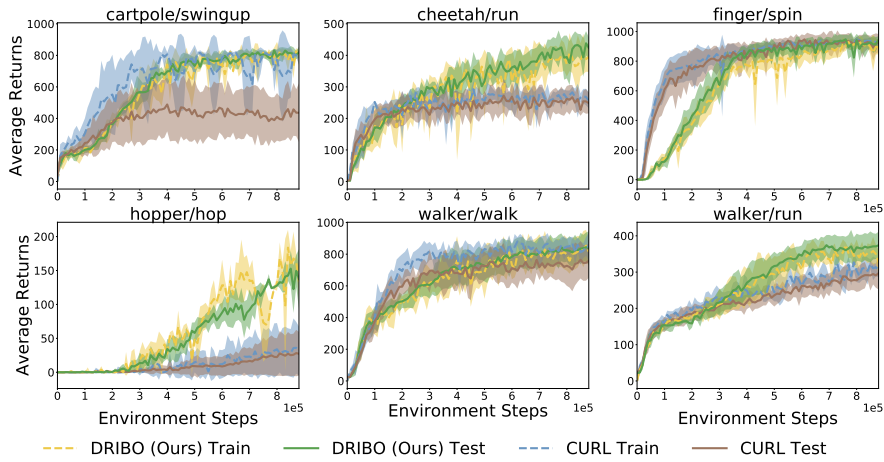 cartpole/swingup
cheetah/run
finger/spin
Average Returns
1000
800
600
400
200
0
0 1 2 3 4 5 6 7 8
500
400
300
200
100
0
0 1 2 3 4 5 6 7 8
1000
800
600
400
200
0
0 1 2 3 4 5 6 7 8
1e5
hopper/hop
walker/walk
walker/run
Average Returns
200
150
100
50
0
0 1 2 3 4 5 6 7 8
1e5
Environment Steps
1000
800
600
400
200
0
0 1 2 3 4 5 6 7 8
1e5
Environment Steps
400
300
200
100
0
0 1 2 3 4 5 6 7 8
1e5
Environment Steps
DRIBO (Ours) Train DRIBO (Ours) Test CURL Train CURL Test